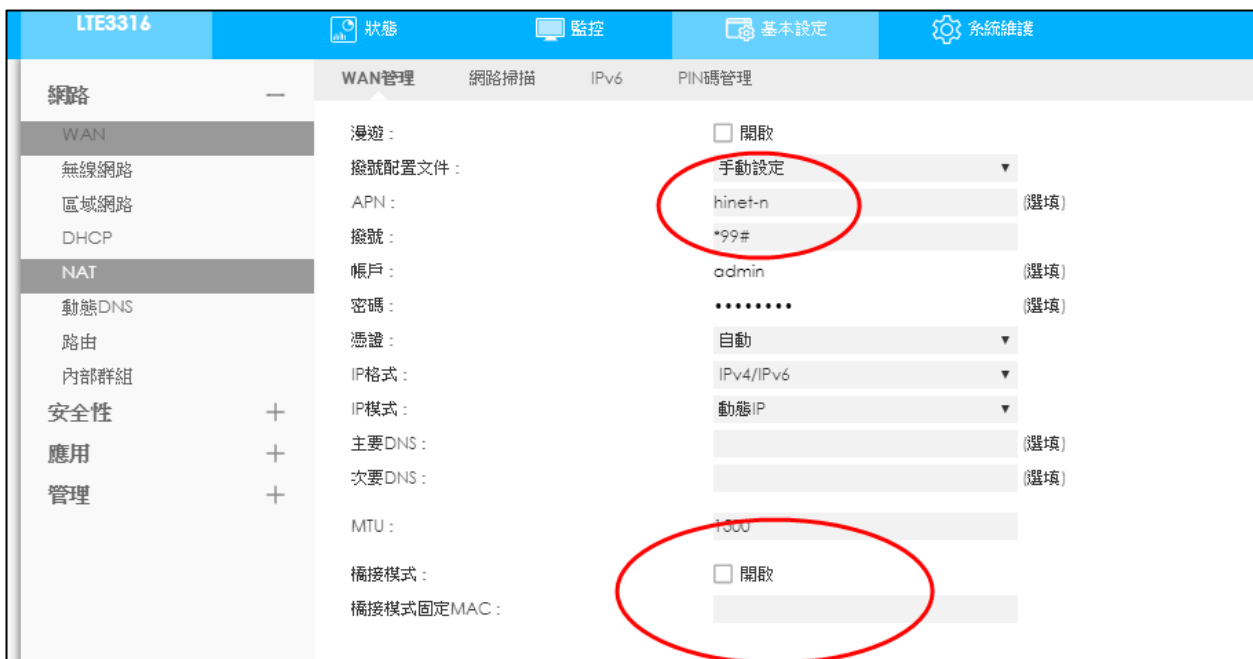 LTE3316 狀態 監控 基本設定 系統維護
WAN管理 網路掃描 IPv6 PIN碼管理
網路
WAN
無線網路
區域網路
DHCP
NAT
動態DNS
路由
內部群組
安全性
應用
管理
漫遊： 開啟
撥號配置文件： 手動設定
APN： hinet-n (選填)
撥號： *99#
帳戶： admin (選填)
密碼： •••••••• (選填)
憑證： 自動
IP格式： IPv4/IPv6
IP模式： 動態IP
主要DNS： (選填)
次要DNS： (選填)
MTU： 1500
橋接模式： 開啟
橋接模式固定MAC：